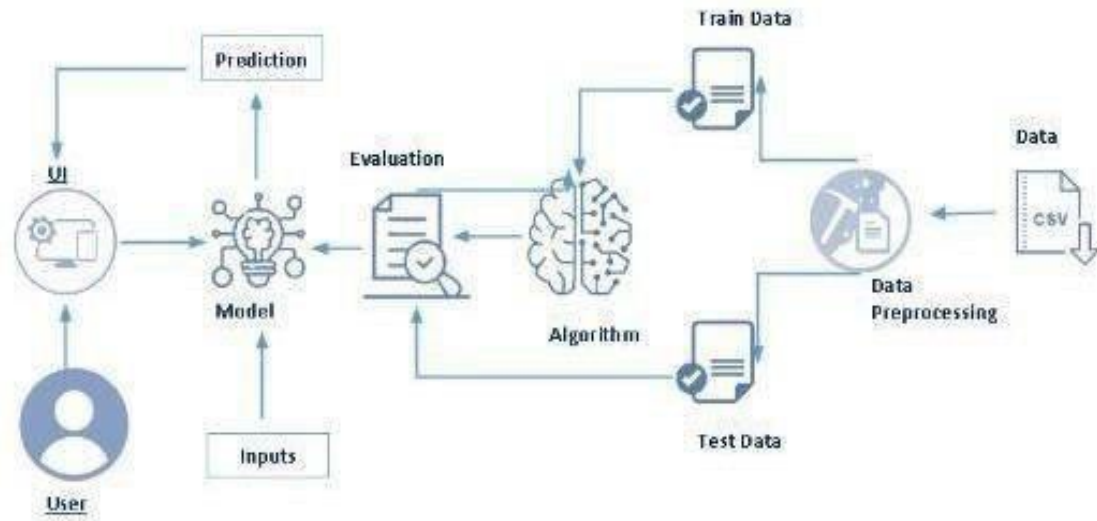 Train Data
Prediction
Data
Evaluation
UI
CSV
Data
Preprocessing
Model
Algorithm
Test Data
Inputs
User